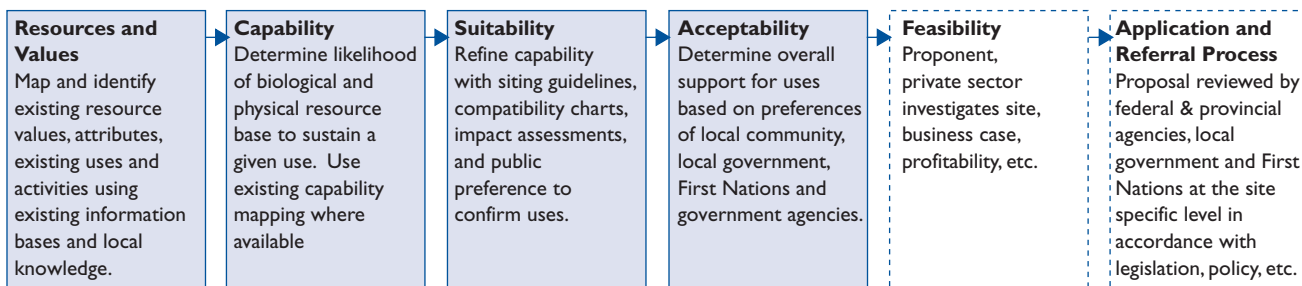 Resources and
Values
Map and identify
existing resource
values, attributes,
existing uses and
activities using
existing information
bases and local
knowledge.
Capability
Determine likelihood
of biological and
physical resource
base to sustain a
given use. Use
existing capability
mapping where
available
Suitability
Refine capability
with siting guidelines,
compatibility charts,
impact assessments,
and public
preference to
confirm uses.
Acceptability
Determine overall
support for uses
based on preferences
of local community,
local government,
First Nations and
government agencies.
Feasibility
Proponent,
private sector
investigates site,
business case,
profitability, etc.
Application and
Referral Process
Proposal reviewed by
federal & provincial
agencies, local
government and First
Nations at the site
specific level in
accordance with
legislation, policy, etc.